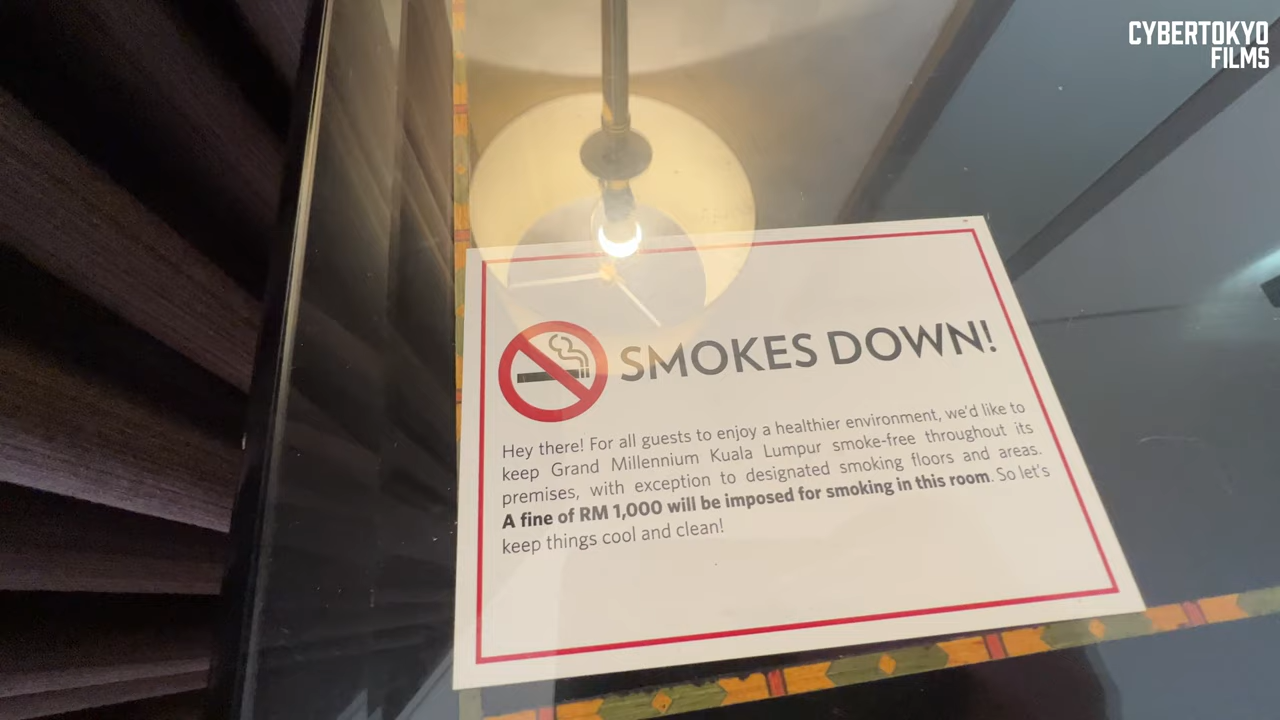 CYBERTOKYO
FILMS
SMOKES DOWN!
Hey there! For all guests to enjoy a healthier environment, we'd like to
keep Grand Millennium Kuala Lumpur smoke-free throughout its
premises, with exception to designated smoking floors and areas.
A fine of RM 1,000 will be imposed for smoking in this room. So let's
keep things cool and clean!